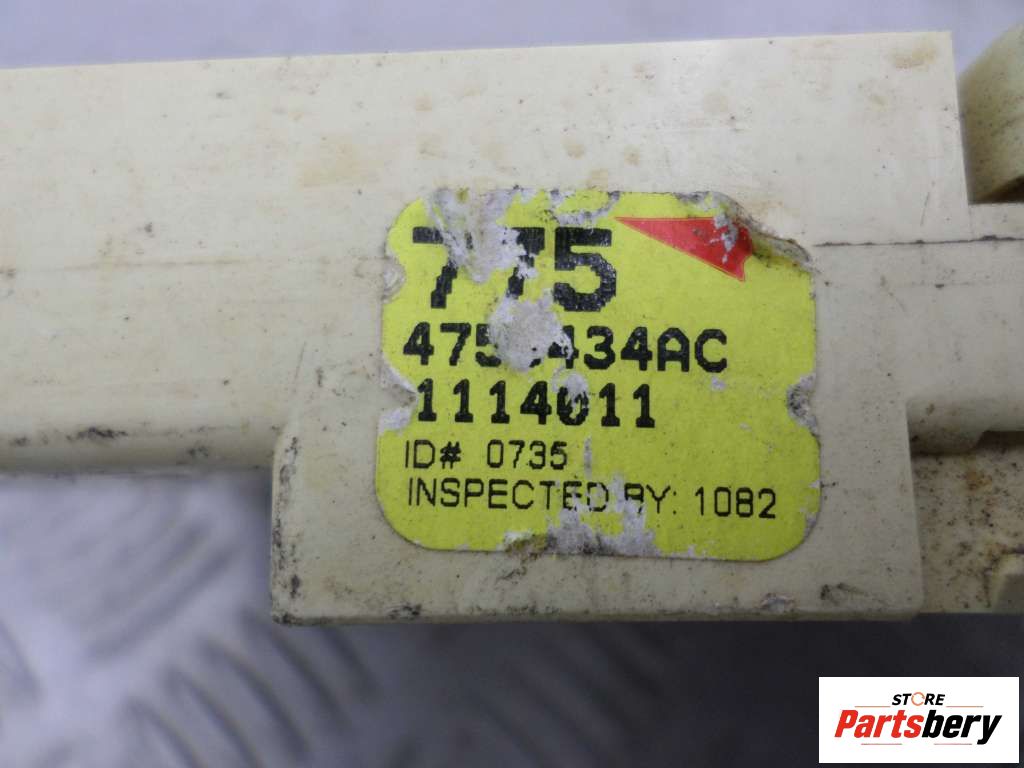 775
1114011
ID# 0735
INSPECTED BY: 1082
STORE
Partsbery